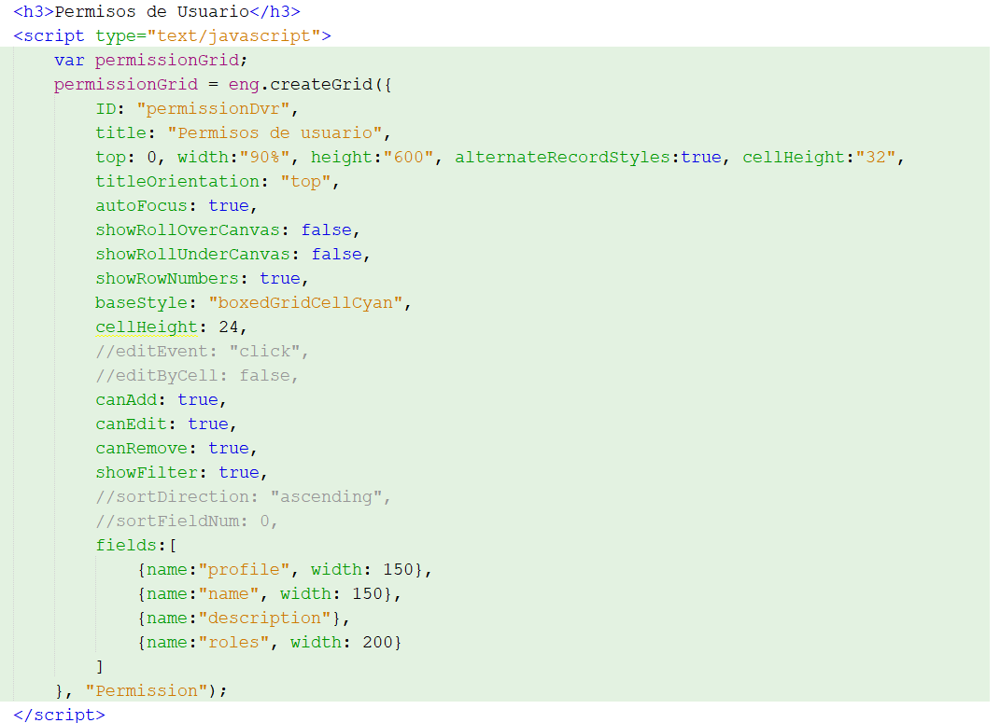 <h3>Permisos de Usuario</h3>
<script type="text/javascript">
    var permissionGrid;
    permissionGrid = eng.createGrid({
        ID: "permissionDvr",
        title: "Permisos de usuario",
        top: 0, width:"90%", height:"600", alternateRecordStyles:true, cellHeight:"32",
        titleOrientation: "top",
        autoFocus: true,
        showRollOverCanvas: false,
        showRollUnderCanvas: false,
        showRowNumbers: true,
        baseStyle: "boxedGridCellCyan",
        cellHeight: 24,
        //editEvent: "click",
        //editByCell: false,
        canAdd: true,
        canEdit: true,
        canRemove: true,
        showFilter: true,
        //sortDirection: "ascending",
        //sortFieldNum: 0,
        fields:[
            {name:"profile", width: 150},
            {name:"name", width: 150},
            {name:"description"},
            {name:"roles", width: 200}
        ]
    }, "Permission");
</script>